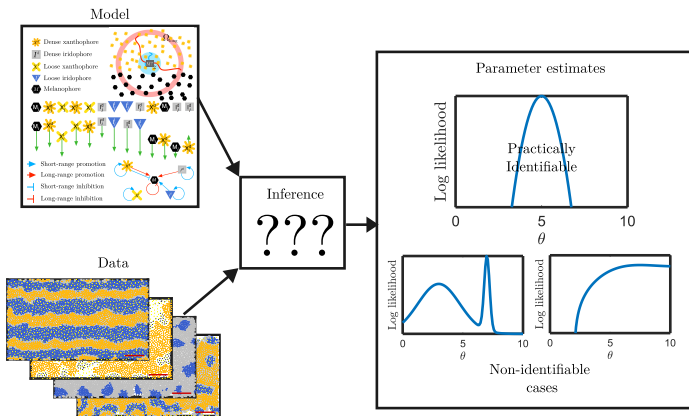 Model
Dense xanthophore
Dense iridophore
Loose xanthophore
Loose iridophore
Melanophore
Short-range promotion
Long-range promotion
Short-range inhibition
Long-range inhibition
Data
Inference
???
Parameter estimates
Log likelihood
Practically
Identifiable
0 5 10
θ
Log likelihood
0 10
θ
Log likelihood
0 5 10
θ
Non-identifiable
cases